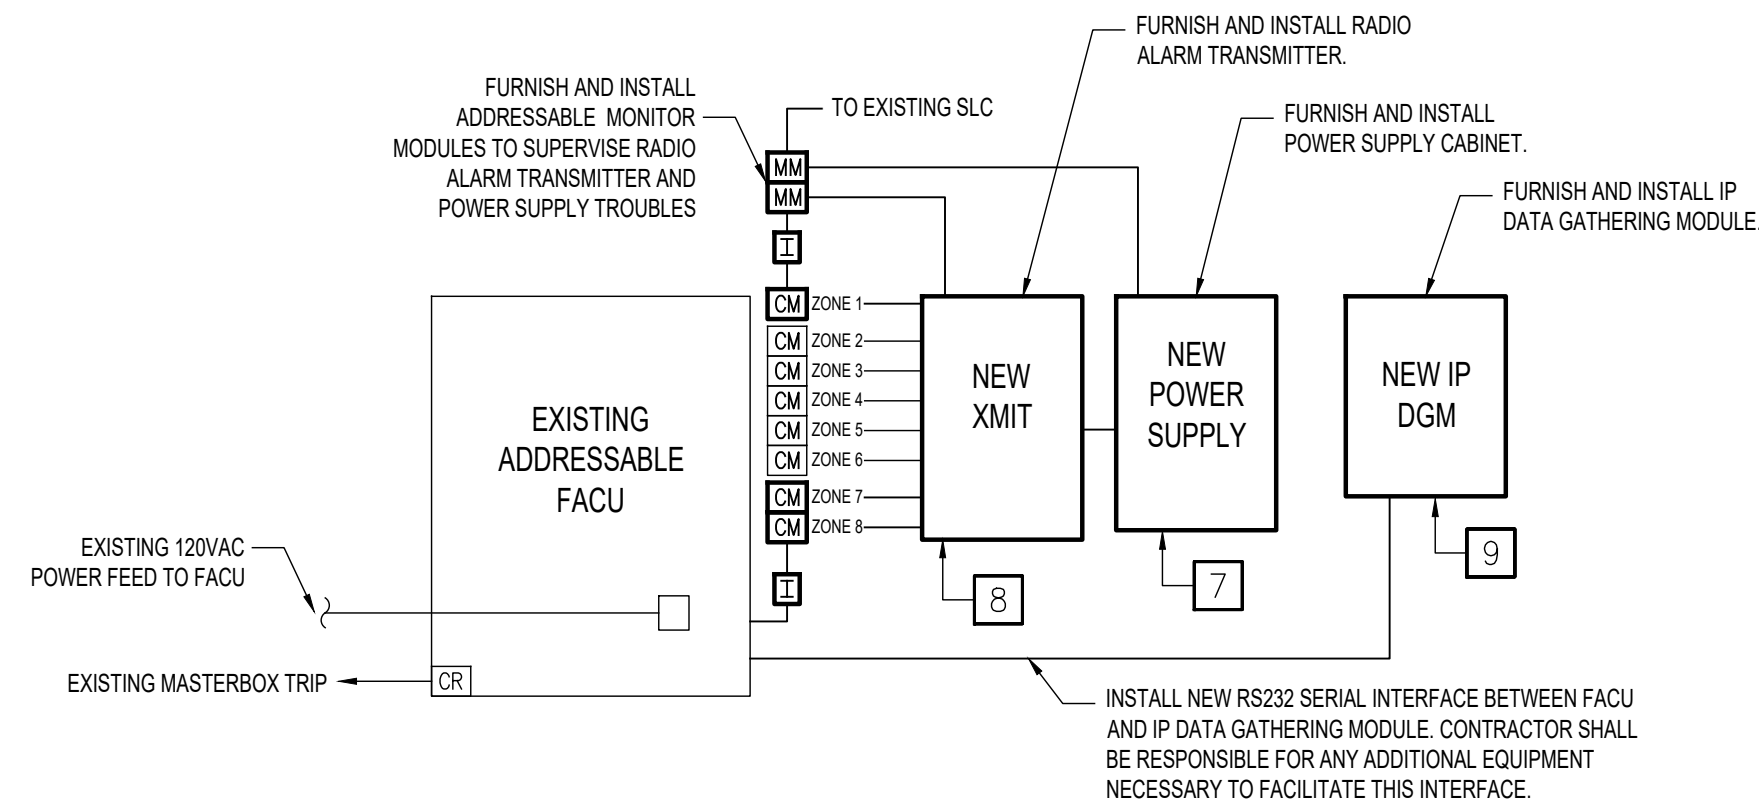 FURNISH AND INSTALL RADIO
ALARM TRANSMITTER.
FURNISH AND INSTALL
ADDRESSABLE MONITOR
MODULES TO SUPERVISE RADIO
ALARM TRANSMITTER AND
POWER SUPPLY TROUBLES
TO EXISTING SLC
FURNISH AND INSTALL
POWER SUPPLY CABINET.
FURNISH AND INSTALL IP
DATA GATHERING MODULE.
MM
MM
I
CM ZONE 1
CM ZONE 2
CM ZONE 3
CM ZONE 4
CM ZONE 5
CM ZONE 6
CM ZONE 7
CM ZONE 8
I
EXISTING
ADDRESSABLE
FACU
NEW
XMIT
NEW
POWER
SUPPLY
NEW IP
DGM
8
7
9
EXISTING 120VAC
POWER FEED TO FACU
EXISTING MASTERBOX TRIP
CR
INSTALL NEW RS232 SERIAL INTERFACE BETWEEN FACU
AND IP DATA GATHERING MODULE. CONTRACTOR SHALL
BE RESPONSIBLE FOR ANY ADDITIONAL EQUIPMENT
NECESSARY TO FACILITATE THIS INTERFACE.